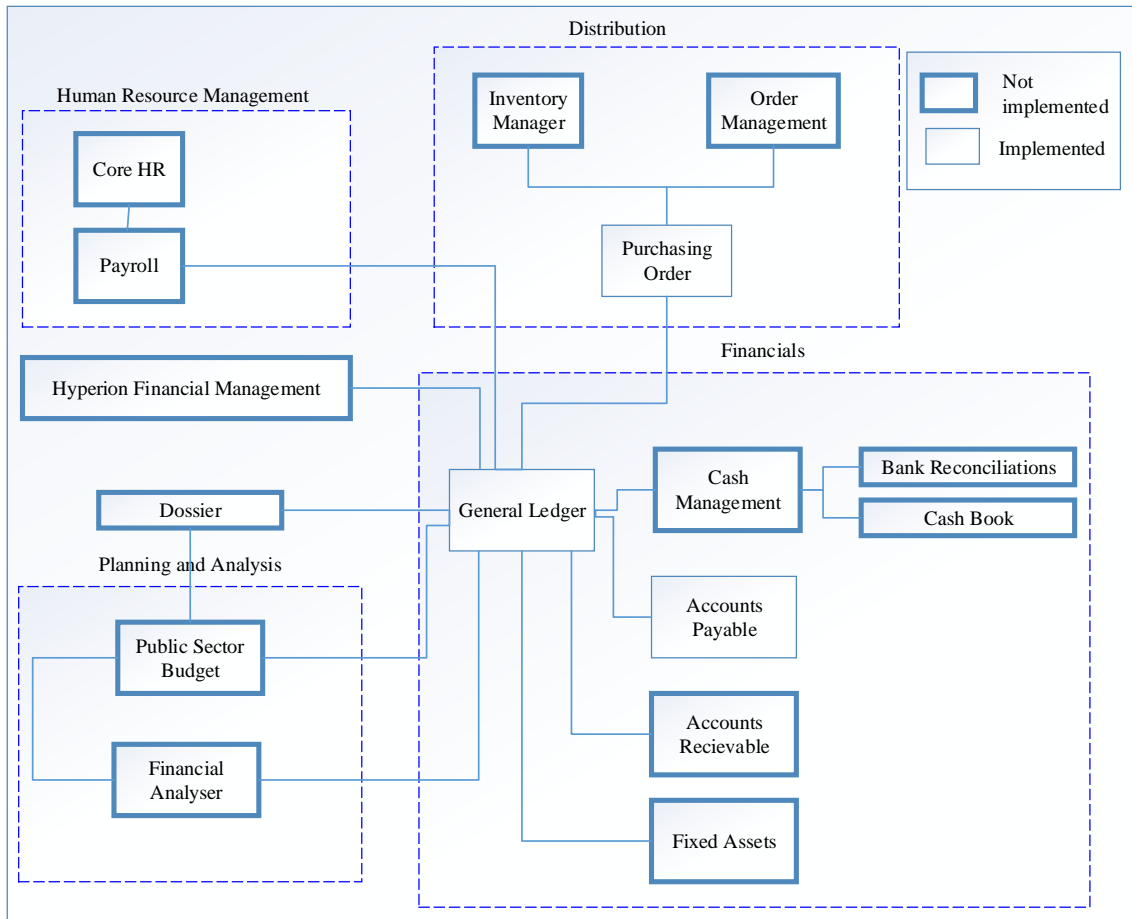 Distribution
Human Resource Management
Inventory
Manager
Order
Management
Not
implemented
Implemented
Core HR
Payroll
Purchasing
Order
Financials
Hyperion Financial Management
Cash
Management
Bank Reconciliations
Cash Book
General Ledger
Dossier
Planning and Analysis
Accounts
Payable
Public Sector
Budget
Accounts
Recievable
Financial
Analyser
Fixed Assets